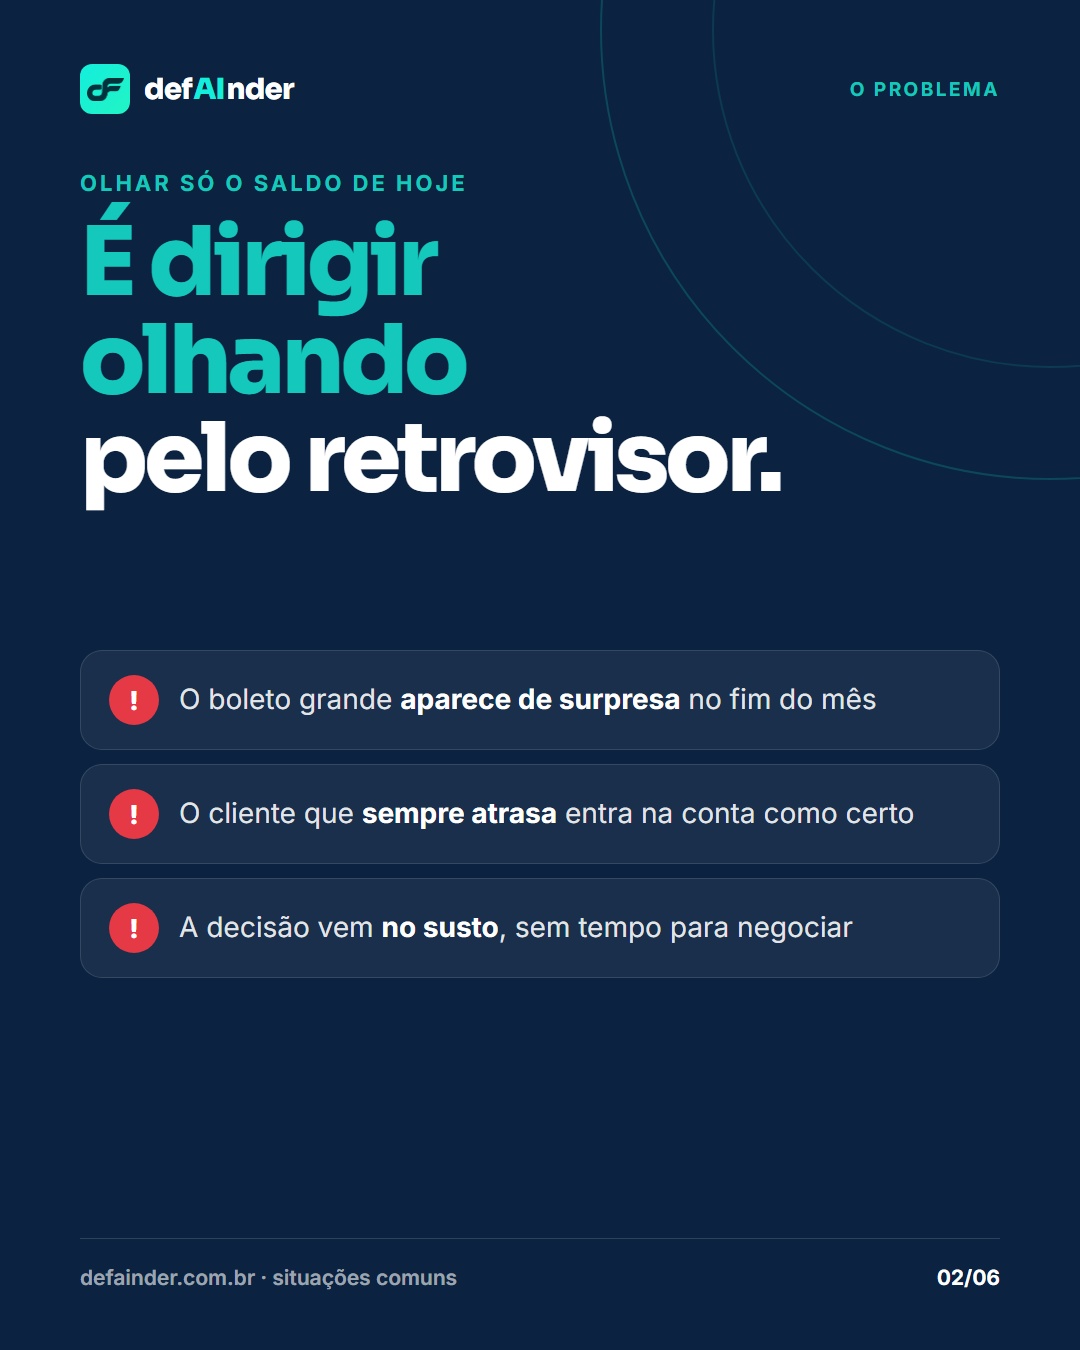 defAInder
O PROBLEMA
OLHAR SÓ O SALDO DE HOJE
É dirigir
olhando
pelo retrovisor.
! O boleto grande aparece de surpresa no fim do mês
! O cliente que sempre atrasa entra na conta como certo
! A decisão vem no susto, sem tempo para negociar
defainder.com.br · situações comuns
02/06